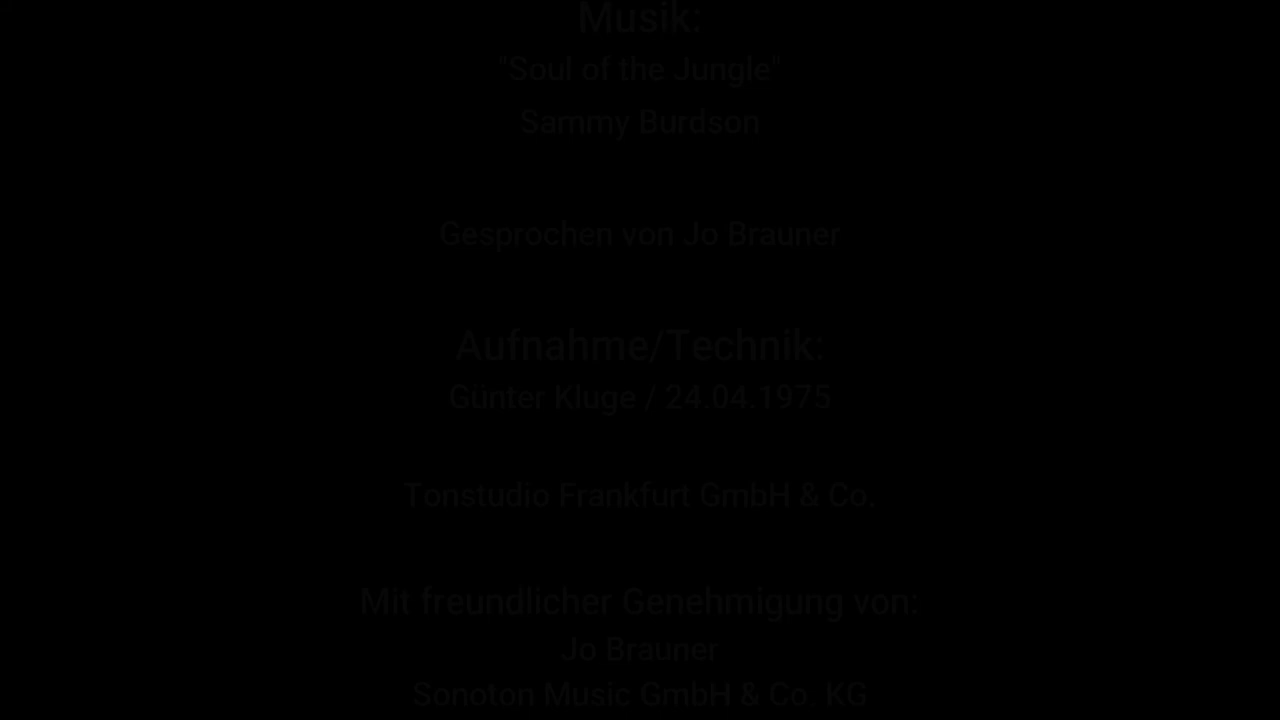 Musik:
"Soul of the Jungle"
Sammy Burdson
Gesprochen von Jo Brauner
Aufnahme/Technik:
Günter Kluge / 24.04.1975
Tonstudio Frankfurt GmbH & Co.
Mit freundlicher Genehmigung von:
Jo Brauner
Sonoton Music GmbH & Co. KG